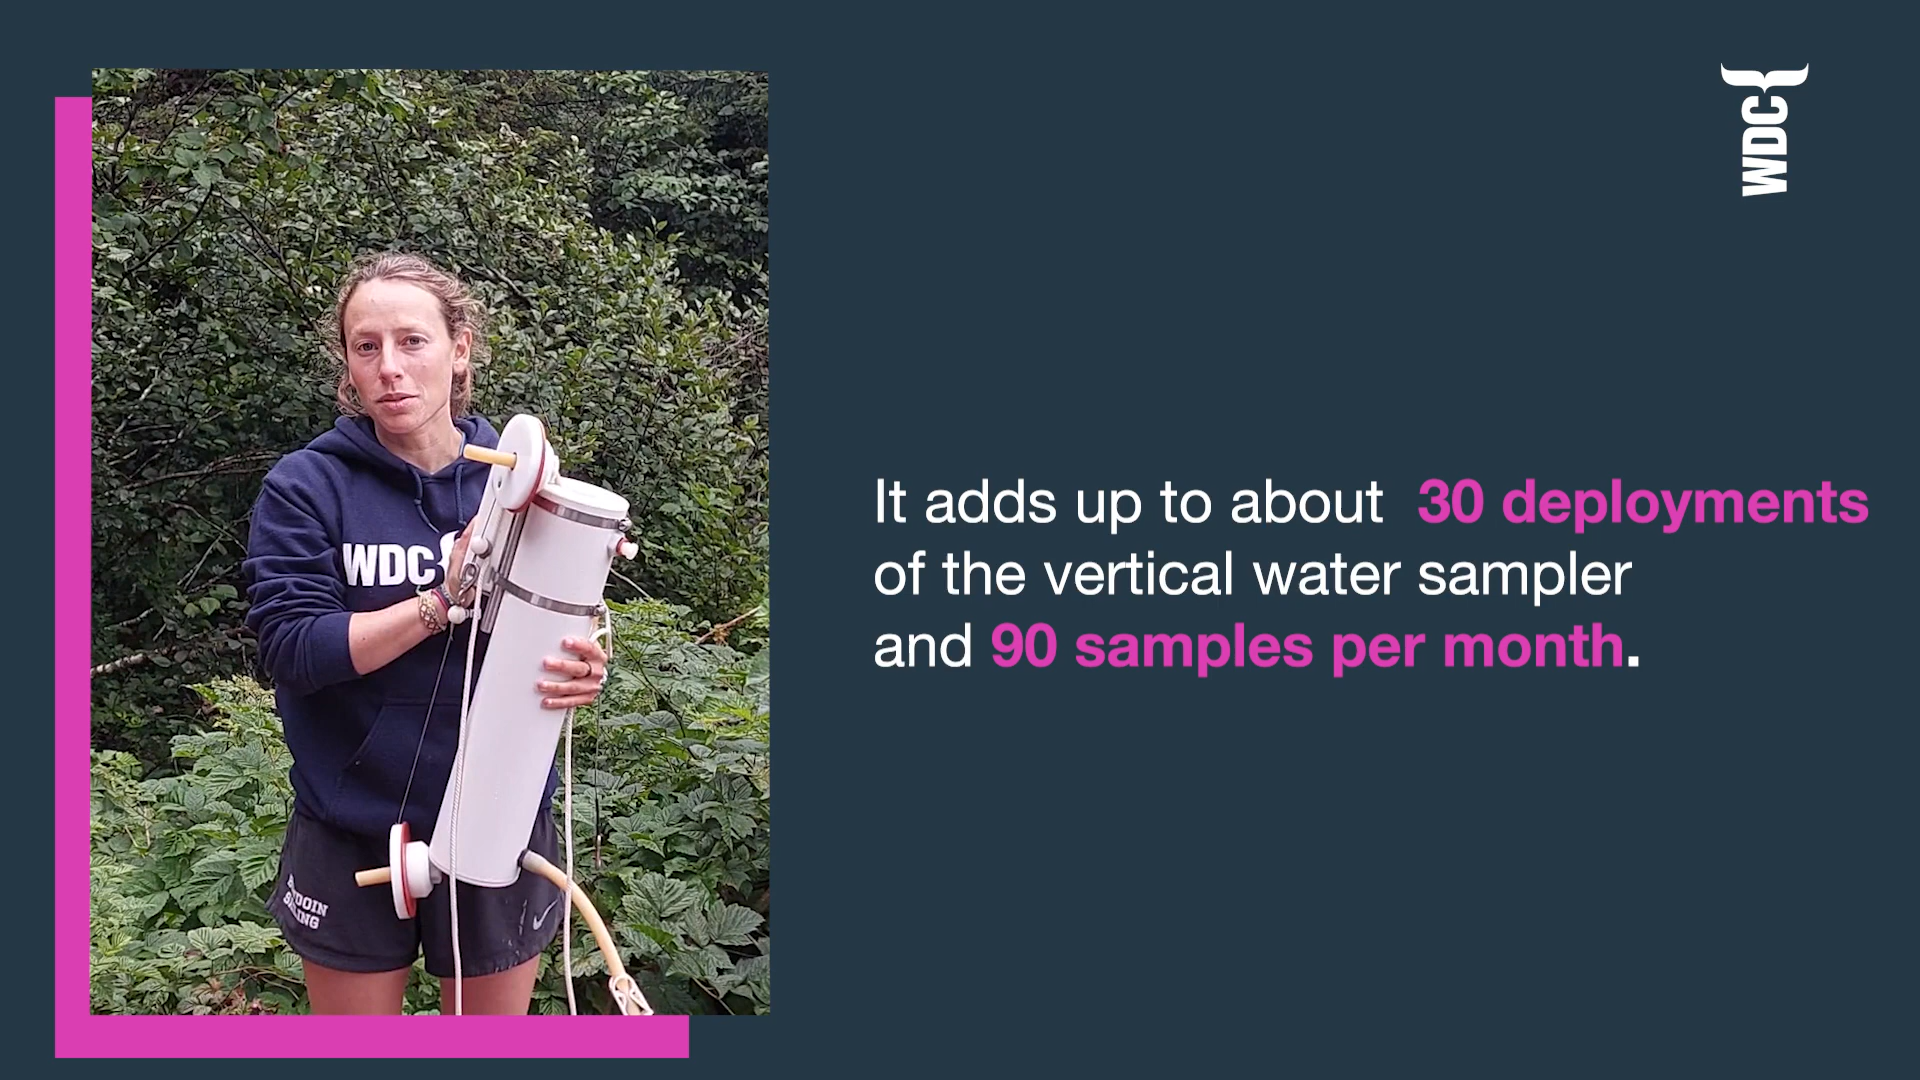 WDC
It adds up to about 30 deployments
of the vertical water sampler
and 90 samples per month.
WDC
SAILING